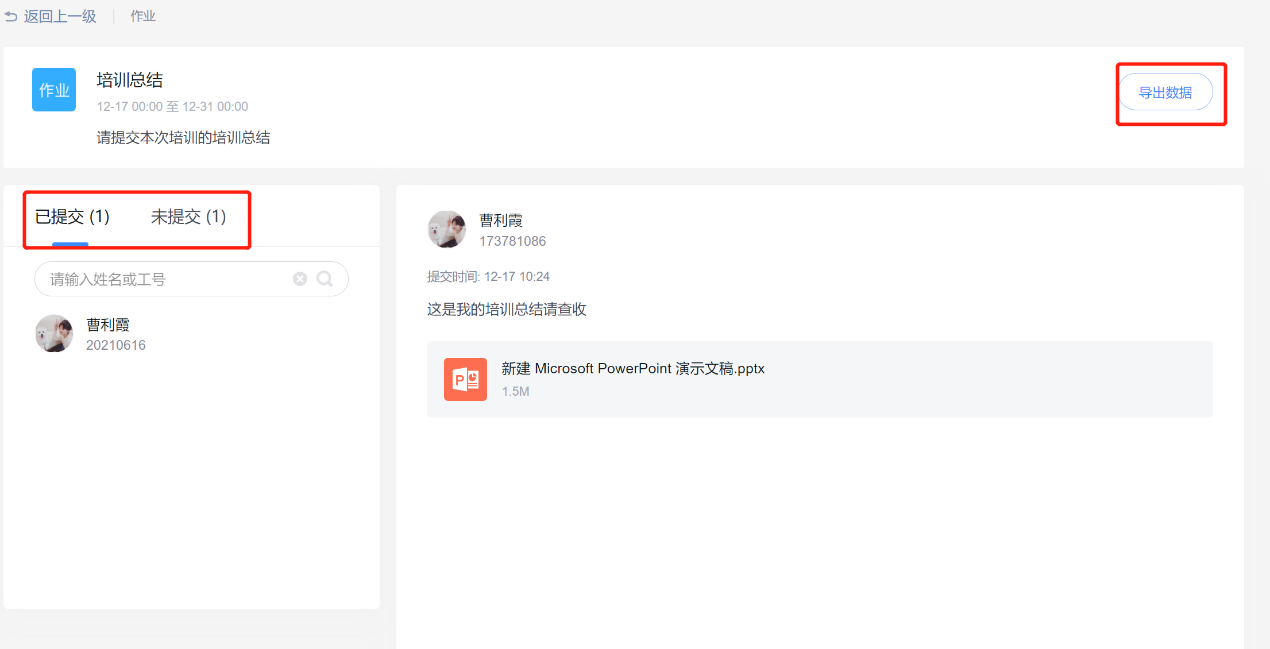 返回上一级 作业
作业
培训总结
12-17 00:00 至 12-31 00:00
请提交本次培训的培训总结
导出数据
已提交 (1) 未提交 (1)
请输入姓名或工号
曹利霞
20210616
曹利霞
173781086
提交时间: 12-17 10:24
这是我的培训总结请查收
P
新建 Microsoft PowerPoint 演示文稿.pptx
1.5M